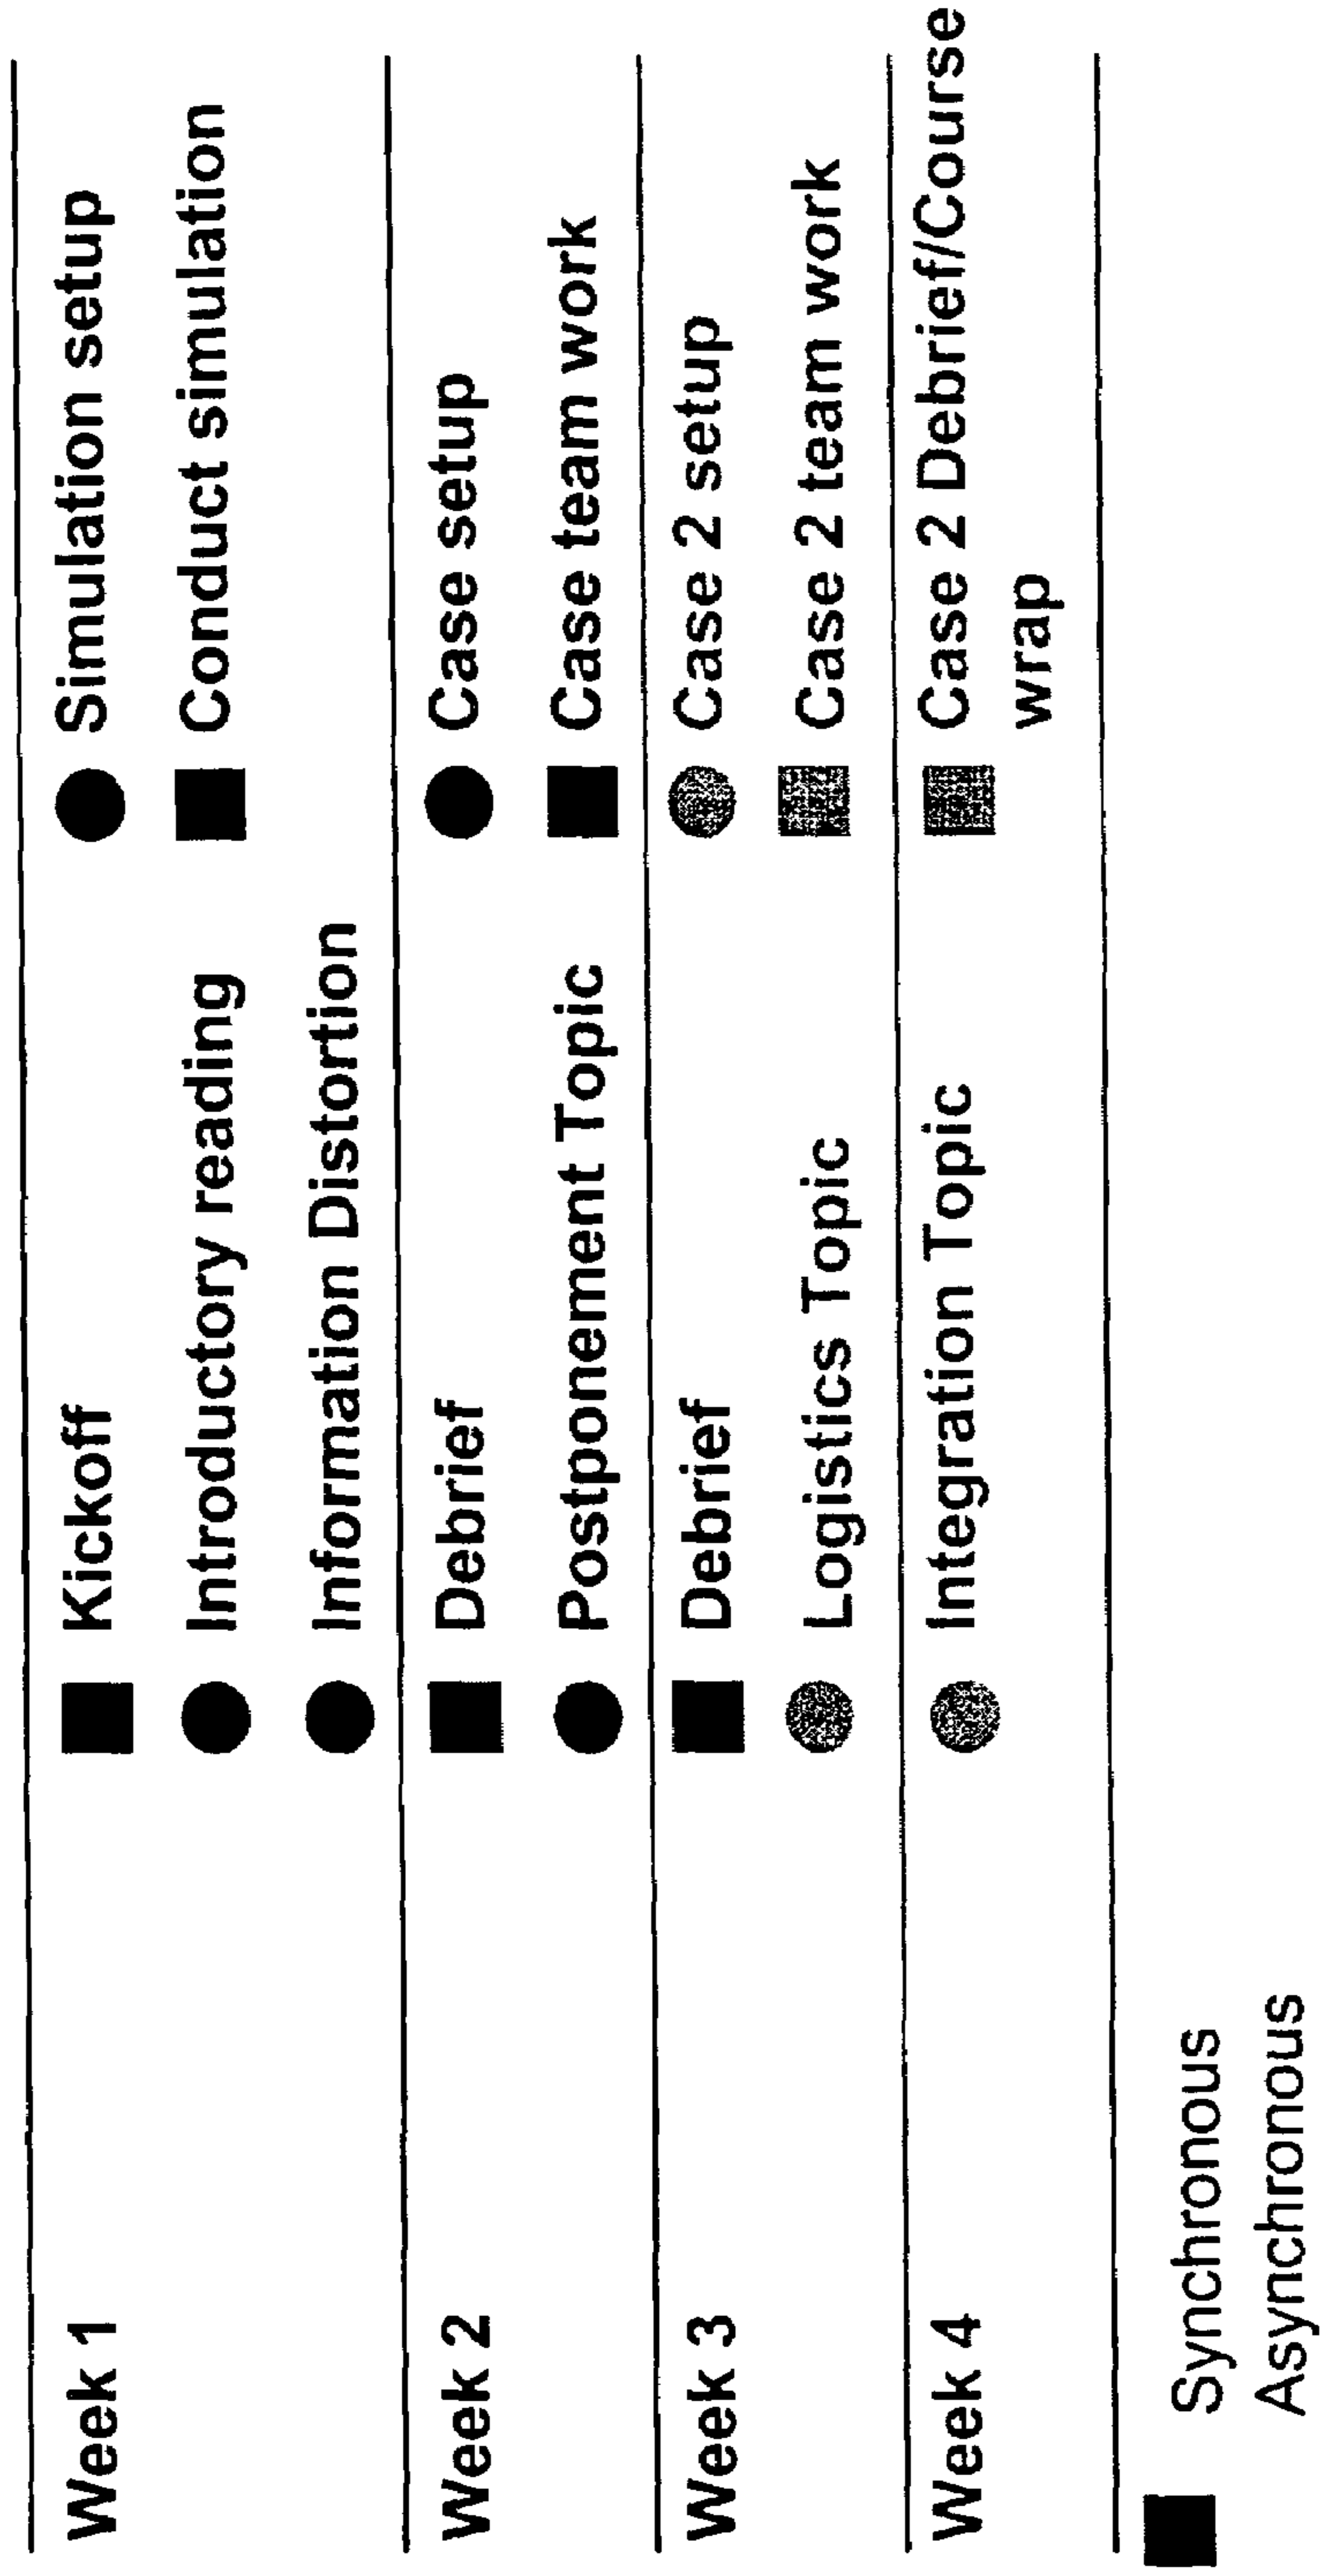 Week 1
Kickoff
Introductory reading
Information Distortion
Simulation setup
Conduct simulation
Week 2
Debrief
Postponement Topic
Case setup
Case team work
Week 3
Debrief
Logistics Topic
Case 2 setup
Case 2 team work
Week 4
Integration Topic
Case 2 Debrief/Course
wrap
Synchronous
Asynchronous